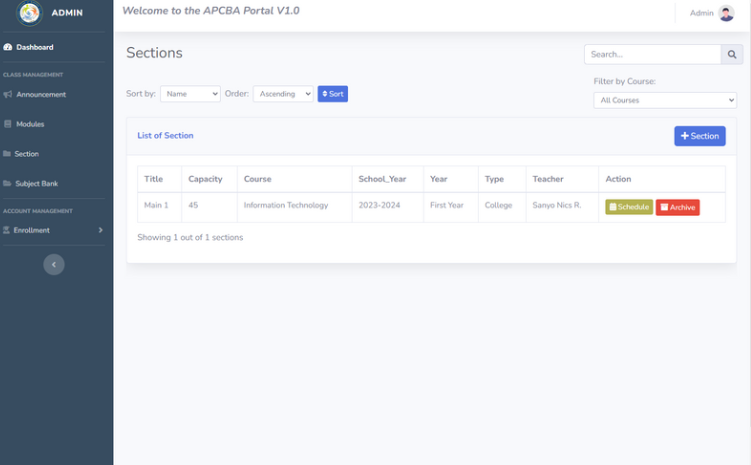 ADMIN
Welcome to the APCBA Portal V1.0
Admin
Dashboard
CLASS MANAGEMENT
Announcement
Modules
Section
Subject Bank
ACCOUNT MANAGEMENT
Enrollment
Sections
Search...
Sort by: Name Order: Ascending Sort
Filter by Course:
All Courses
List of Section
Section
Title Capacity Course School_Year Year Type Teacher Action
Main 1 45 Information Technology 2023-2024 First Year College Sanyo Nics R. Schedule Archive
Showing 1 out of 1 sections